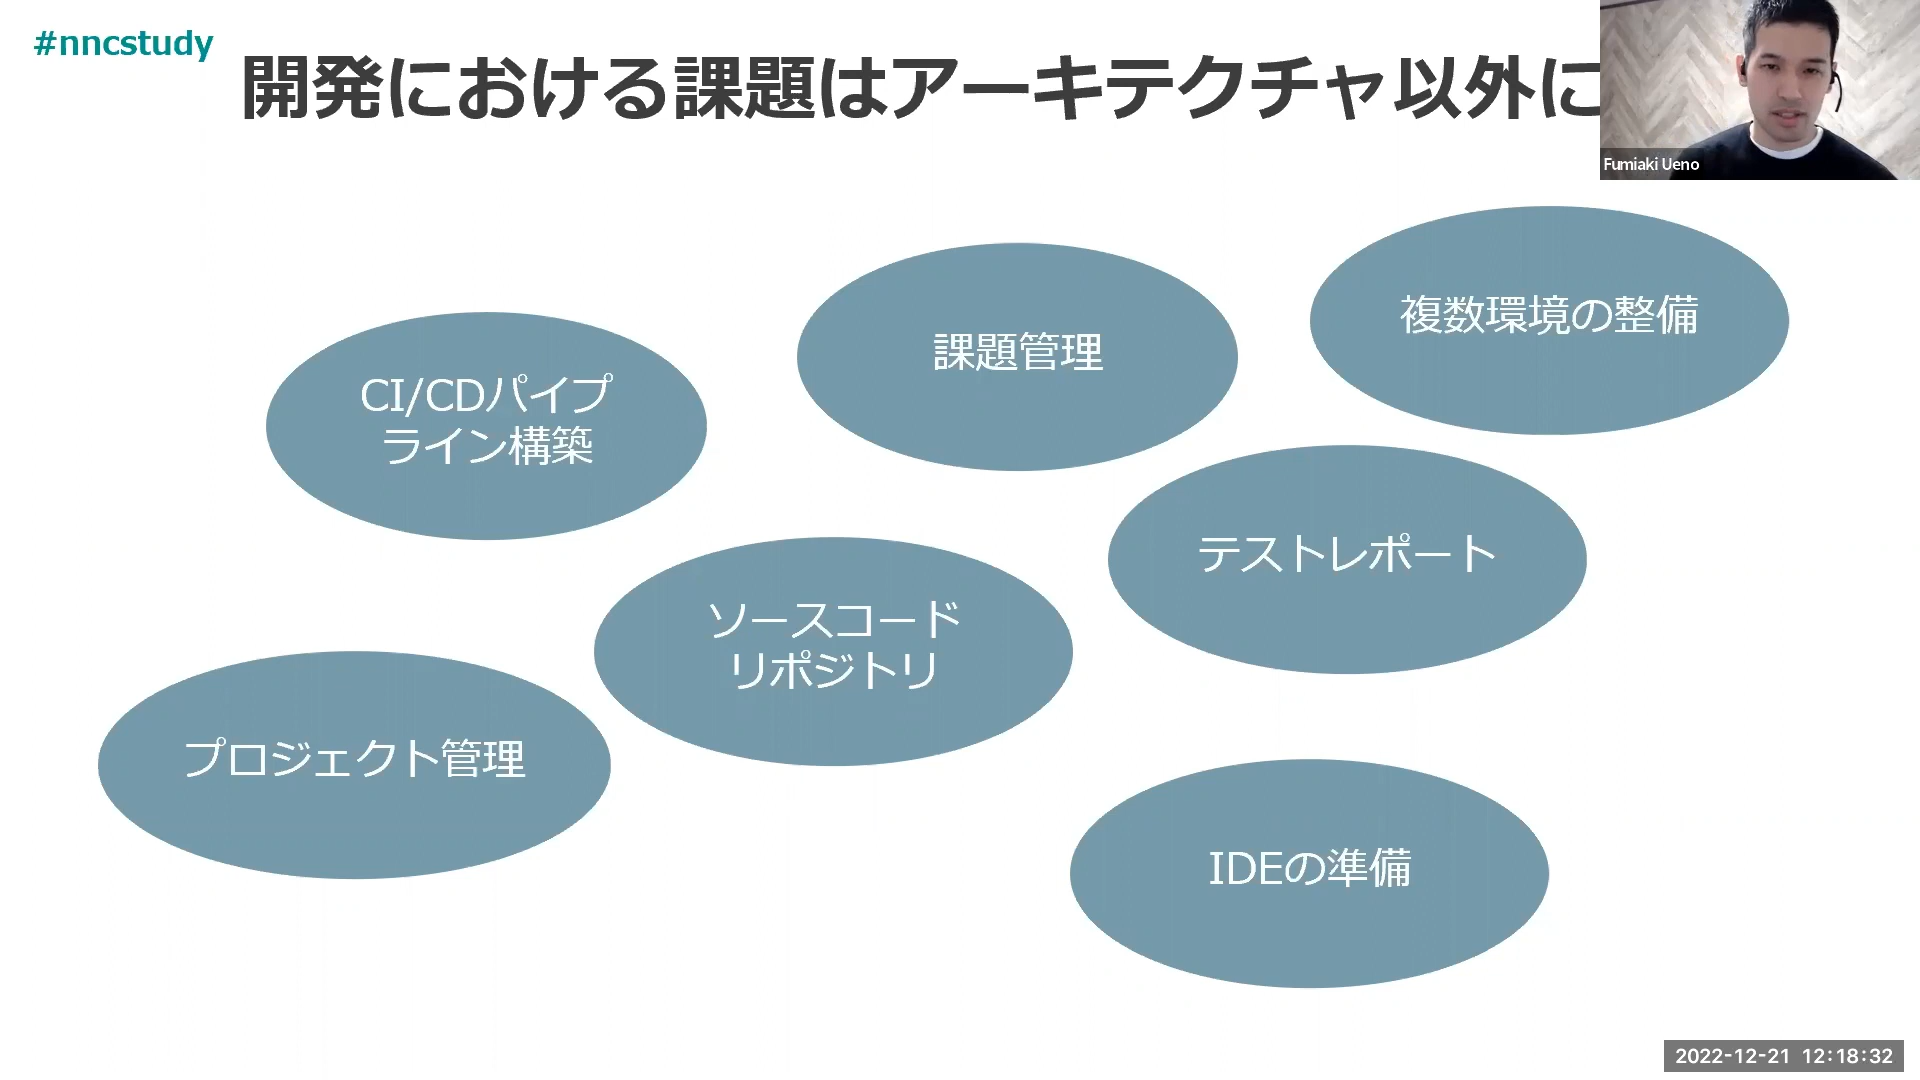 #nncstudy
開発における課題はアーキテクチャ以外に
Fumiaki Ueno
複数環境の整備
課題管理
CI/CDパイプ
ライン構築
テストレポート
ソースコード
リポジトリ
プロジェクト管理
IDEの準備
2022-12-21 12:18:32